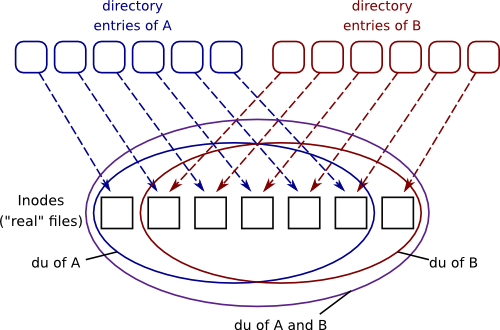 directory
entries of A
directory
entries of B
Inodes
("real" files)
du of A
du of B
du of A and B